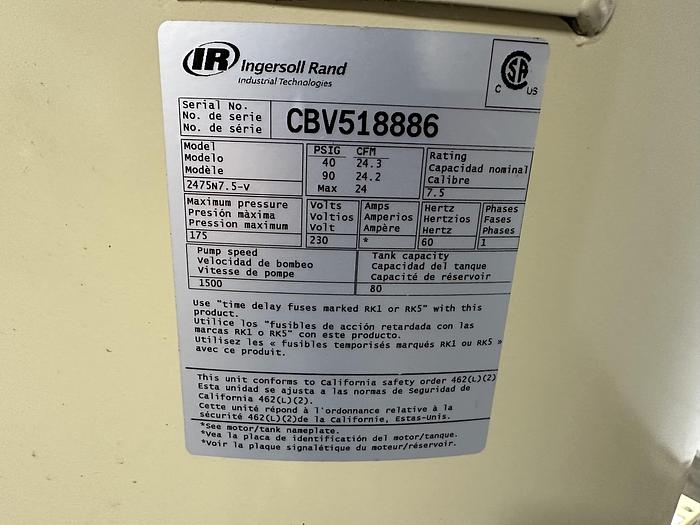 IR Ingersoll Rand
Industrial Technologies
CSA
C US
Serial No.
No. de serie
No. de série
CBV518886
Model
Modelo
Modèle
2475N7.5-V
PSIG CFM
40 24.3
90 24.2
Max 24
Rating
Capacidad nominal
Calibre
7.5
Maximum pressure
Presión màxima
Pression maximum
175
Volts
Voltios
Volt
230
Amps
Amperios
Ampère
*
Hertz
Hertzios
Hertz
60
Phases
Fases
Phases
1
Pump speed
Velocidad de bombeo
Vitesse de pompe
1500
Tank capacity
Capacidad del tanque
Capacité de réservoir
80
Use "time delay fuses marked RK1 or RK5" with this
product.
Utilice los "fusibles de acción retardada con las
marcas RK1 o RK5" con este producto.
Utilisez les « fusibles temporisés marqués RK1 ou RK5 »
avec ce produit.
This unit conforms to California safety order 462(L)(2)
Esta unidad se ajusta a las normas de Seguridad de
California 462(L)(2).
Cette unité répond à l'ordonnance relative à la
sécurité 462(L)(2)de la Californie, Estas-Unis.
*See motor/tank nameplate.
*Vea la placa de identificación del motor/tanque.
*Voir la plaque signalétique du moteur/réservoir.